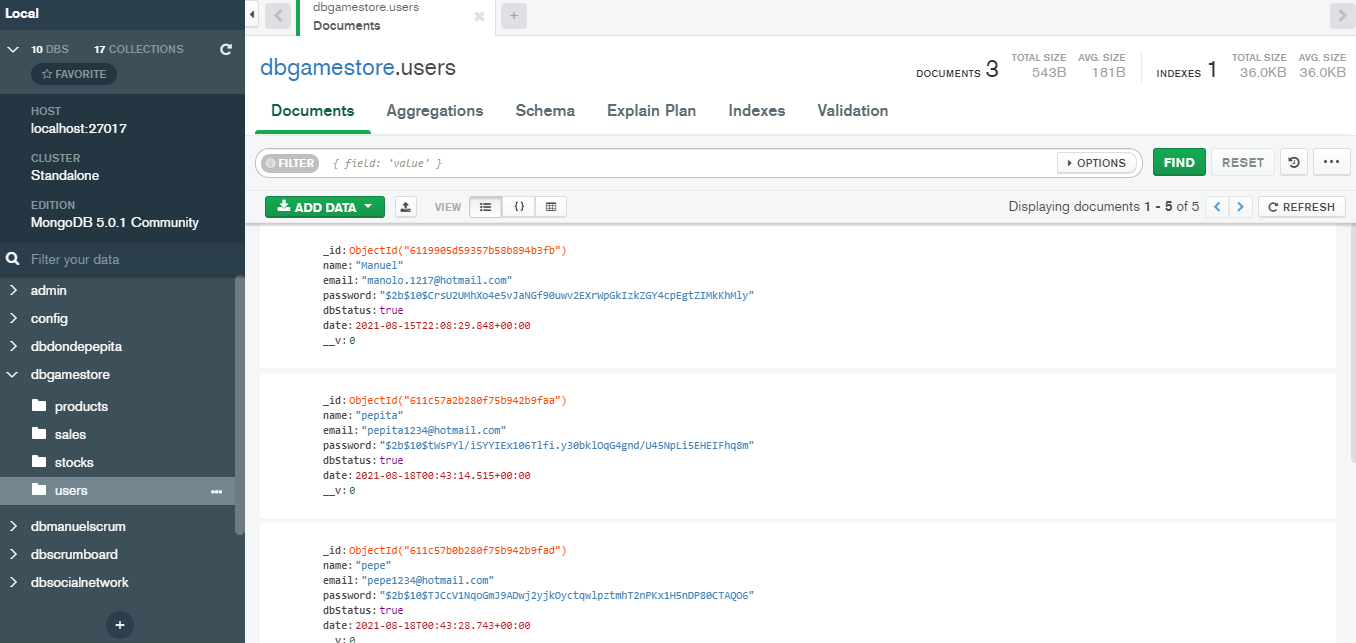 Local
10 DBS 17 COLLECTIONS
FAVORITE
HOST
localhost:27017
CLUSTER
Standalone
EDITION
MongoDB 5.0.1 Community
Filter your data
admin
config
dbdondepepita
dbgamestore
products
sales
stocks
users
dbmanuelscrum
dbscrumboard
dbsocialnetwork
dbgamestore.users
Documents
dbgamestore.users
DOCUMENTS 3 TOTAL SIZE 543B AVG. SIZE 181B
INDEXES 1 TOTAL SIZE 36.0KB AVG. SIZE 36.0KB
Documents Aggregations Schema Explain Plan Indexes Validation
FILTER { field: 'value' } OPTIONS FIND RESET
ADD DATA VIEW {} Displaying documents 1 - 5 of 5 REFRESH
_id: ObjectId("6119905d59357b58b894b3fb")
name: "Manuel"
email: "manolo.1217@hotmail.com"
password: "$2b$10$CrsU2UMhXo4e5vJaNGf90uwv2EXrWpGkIzkZGY4cpEgtZIMkKhMly"
dbStatus: true
date: 2021-08-15T22:08:29.848+00:00
__v: 0
_id: ObjectId("611c57a2b280f75b942b9faa")
name: "pepita"
email: "pepita1234@hotmail.com"
password: "$2b$10$tWsPYl/iSYYIEx106Tlfi.y30bklOqG4gnd/U45NpLi5EHEIFhq8m"
dbStatus: true
date: 2021-08-18T00:43:14.515+00:00
__v: 0
_id: ObjectId("611c57b0b280f75b942b9fad")
name: "pepe"
email: "pepe1234@hotmail.com"
password: "$2b$10$TJCcV1NqoGmJ9ADwj2yjkOyctqwlpztmhT2nPKx1H5nDP80CTAQO6"
dbStatus: true
date: 2021-08-18T00:43:28.743+00:00
__v: 0